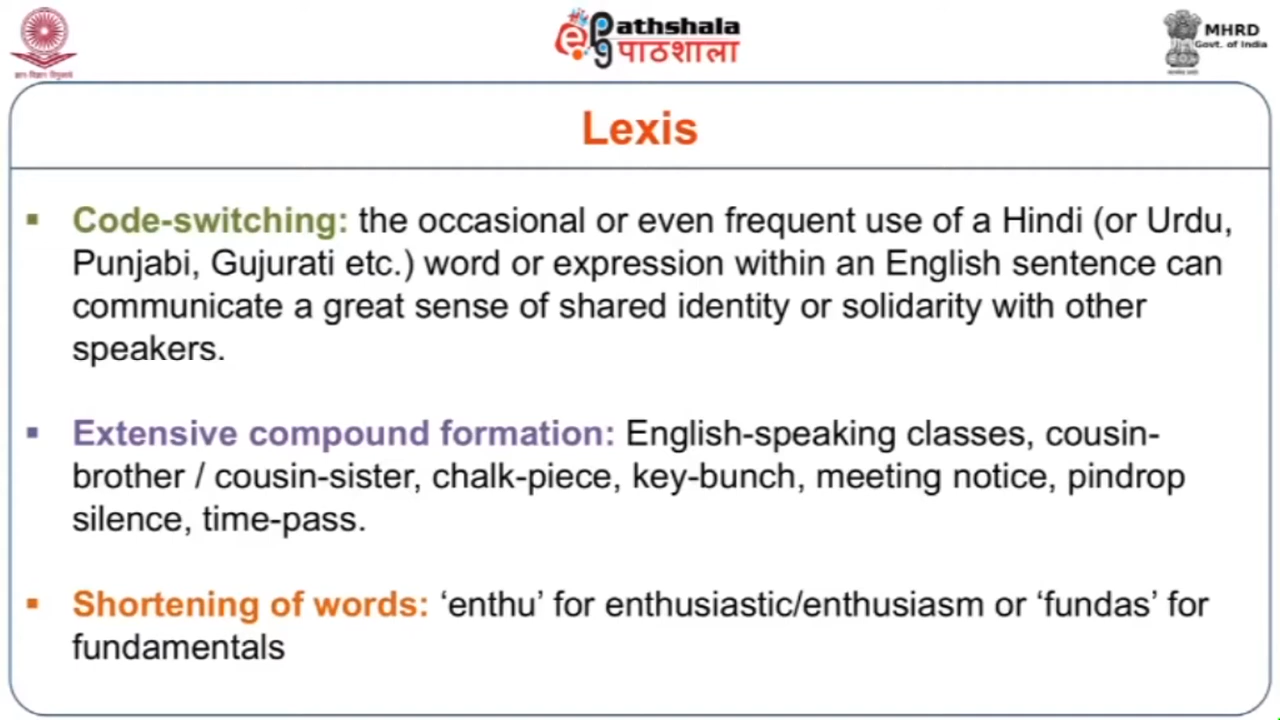 ePathshala
पाठशाला
MHRD
Govt. of India
Lexis
▪ Code-switching: the occasional or even frequent use of a Hindi (or Urdu,
Punjabi, Gujurati etc.) word or expression within an English sentence can
communicate a great sense of shared identity or solidarity with other
speakers.
▪ Extensive compound formation: English-speaking classes, cousin-
brother / cousin-sister, chalk-piece, key-bunch, meeting notice, pindrop
silence, time-pass.
▪ Shortening of words: ‘enthu’ for enthusiastic/enthusiasm or ‘fundas’ for
fundamentals